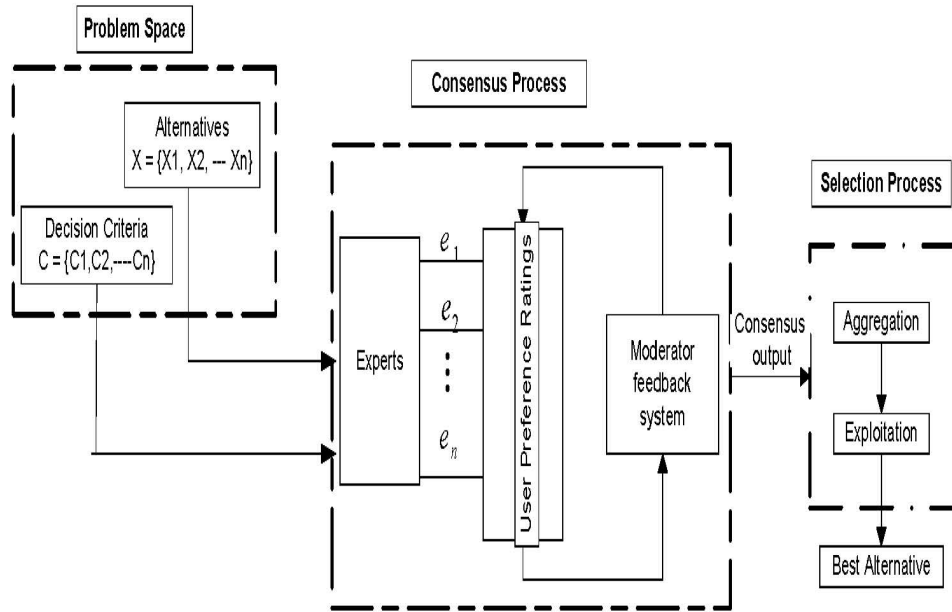 Problem Space
Alternatives
X = {X1, X2, --- Xn}
Decision Criteria
C = {C1,C2,----Cn}
Consensus Process
Experts
e1
e2
en
User Preference Ratings
Moderator
feedback
system
Consensus
output
Selection Process
Aggregation
Exploitation
Best Alternative